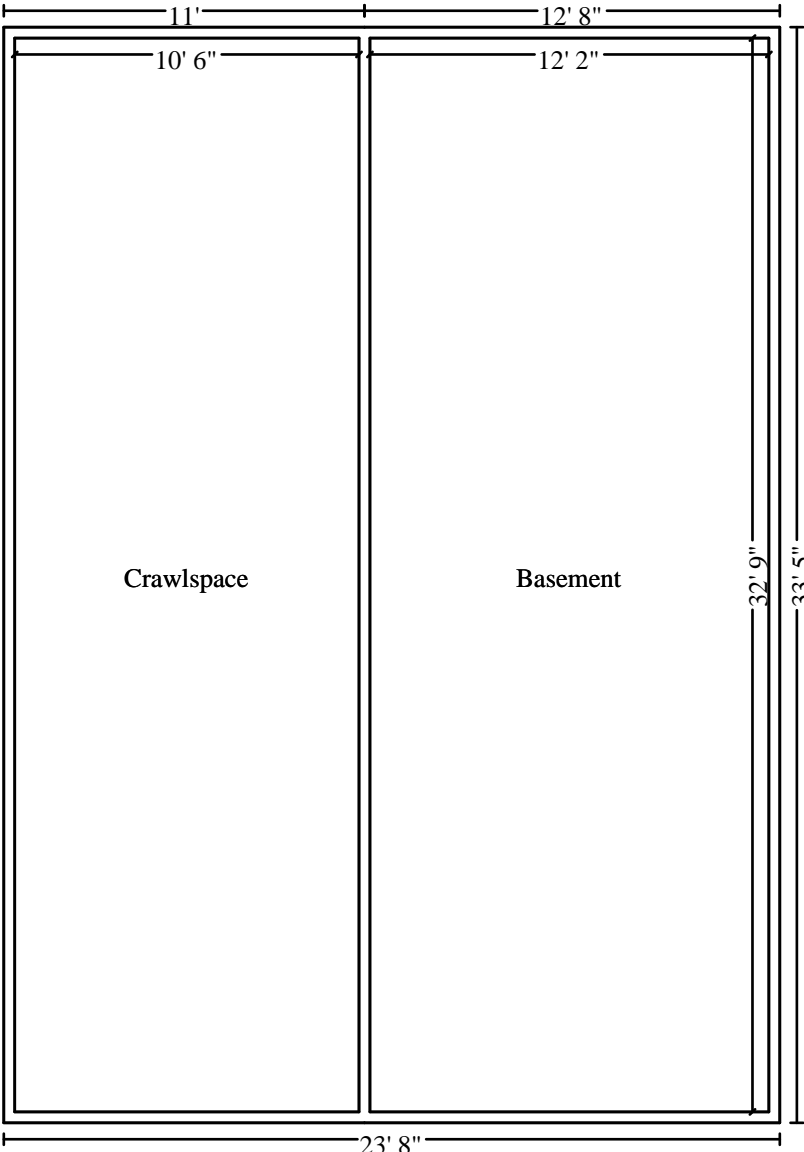 11' 12' 8"
10' 6" 12' 2"
Crawlspace Basement
32' 9"
33' 5"
23' 8"